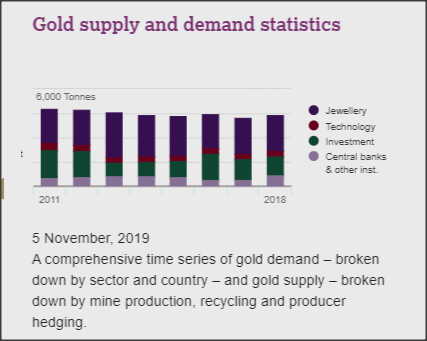 Gold supply and demand statistics
6,000 Tonnes
Jewellery
Technology
Investment
Central banks
& other inst.
t
2011
2018
5 November, 2019
A comprehensive time series of gold demand – broken
down by sector and country – and gold supply – broken
down by mine production, recycling and producer
hedging.